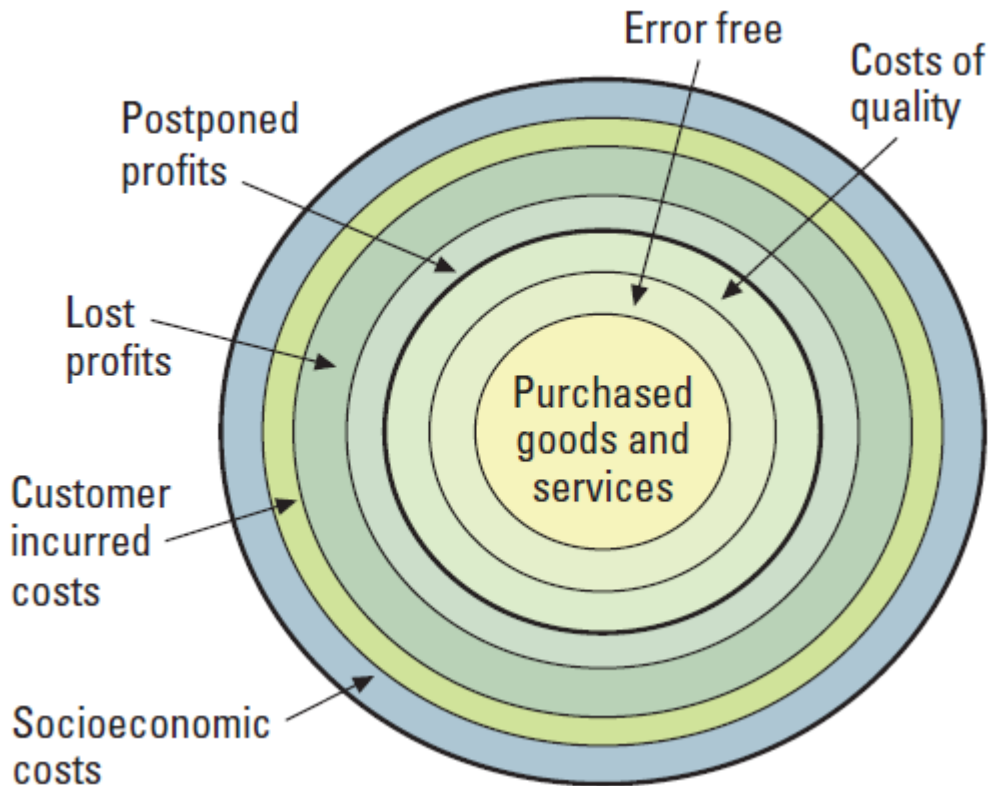 Error free
Costs of
quality
Postponed
profits
Lost
profits
Purchased
goods and
services
Customer
incurred
costs
Socioeconomic
costs